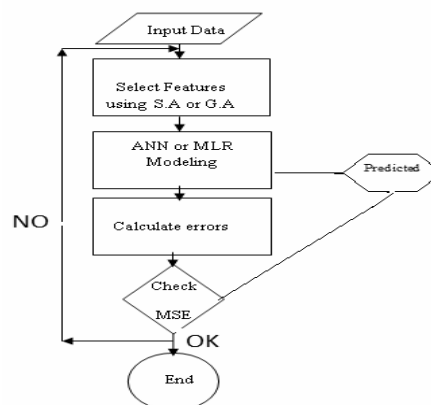 Input Data
Select Features
using S.A or G.A
ANN or MLR
Modeling
Predicted
Calculate errors
NO
Check
MSE
OK
End